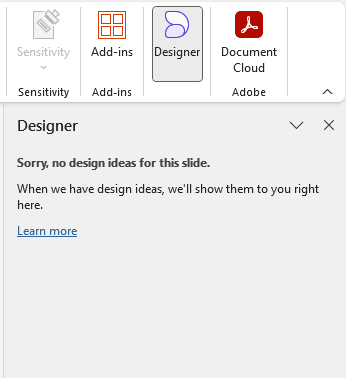 Sensitivity
Add-ins
Designer
Document
Cloud
Sensitivity
Add-ins
Adobe
Designer
Sorry, no design ideas for this slide.
When we have design ideas, we'll show them to you right
here.
Learn more